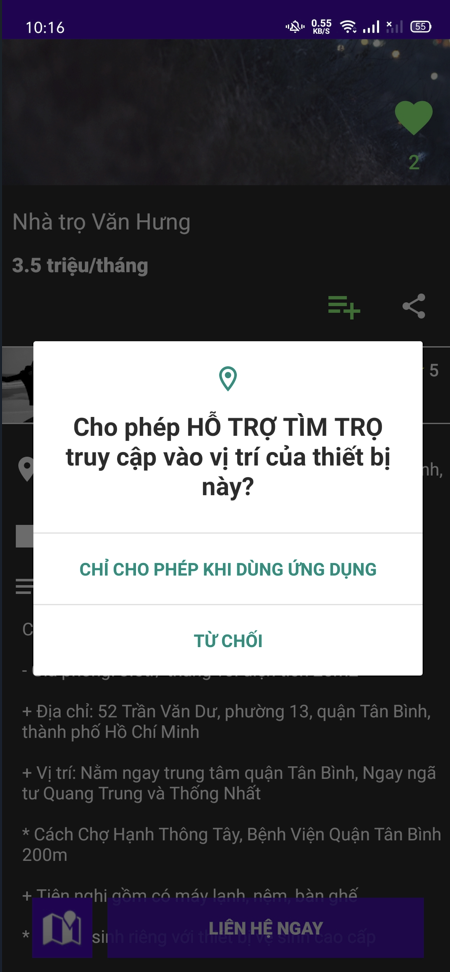 10:16
0.55
KB/S
55
2
Nhà trọ Văn Hưng
3.5 triệu/tháng
5
Cho phép HỖ TRỢ TÌM TRỌ
truy cập vào vị trí của thiết bị
này?
nh,
CHỈ CHO PHÉP KHI DÙNG ỨNG DỤNG
TỪ CHỐI
C
+ Địa chỉ: 52 Trần Văn Dư, phường 13, quận Tân Bình,
thành phố Hồ Chí Minh
+ Vị trí: Nằm ngay trung tâm quận Tân Bình, Ngay ngã
tư Quang Trung và Thống Nhất
* Cách Chợ Hạnh Thông Tây, Bệnh Viện Quận Tân Bình
200m
+ Tiện nghi gồm có máy lạnh, nệm, bàn ghế
LIÊN HỆ NGAY
* sinh riêng với thiết bị vệ sinh cao cấp